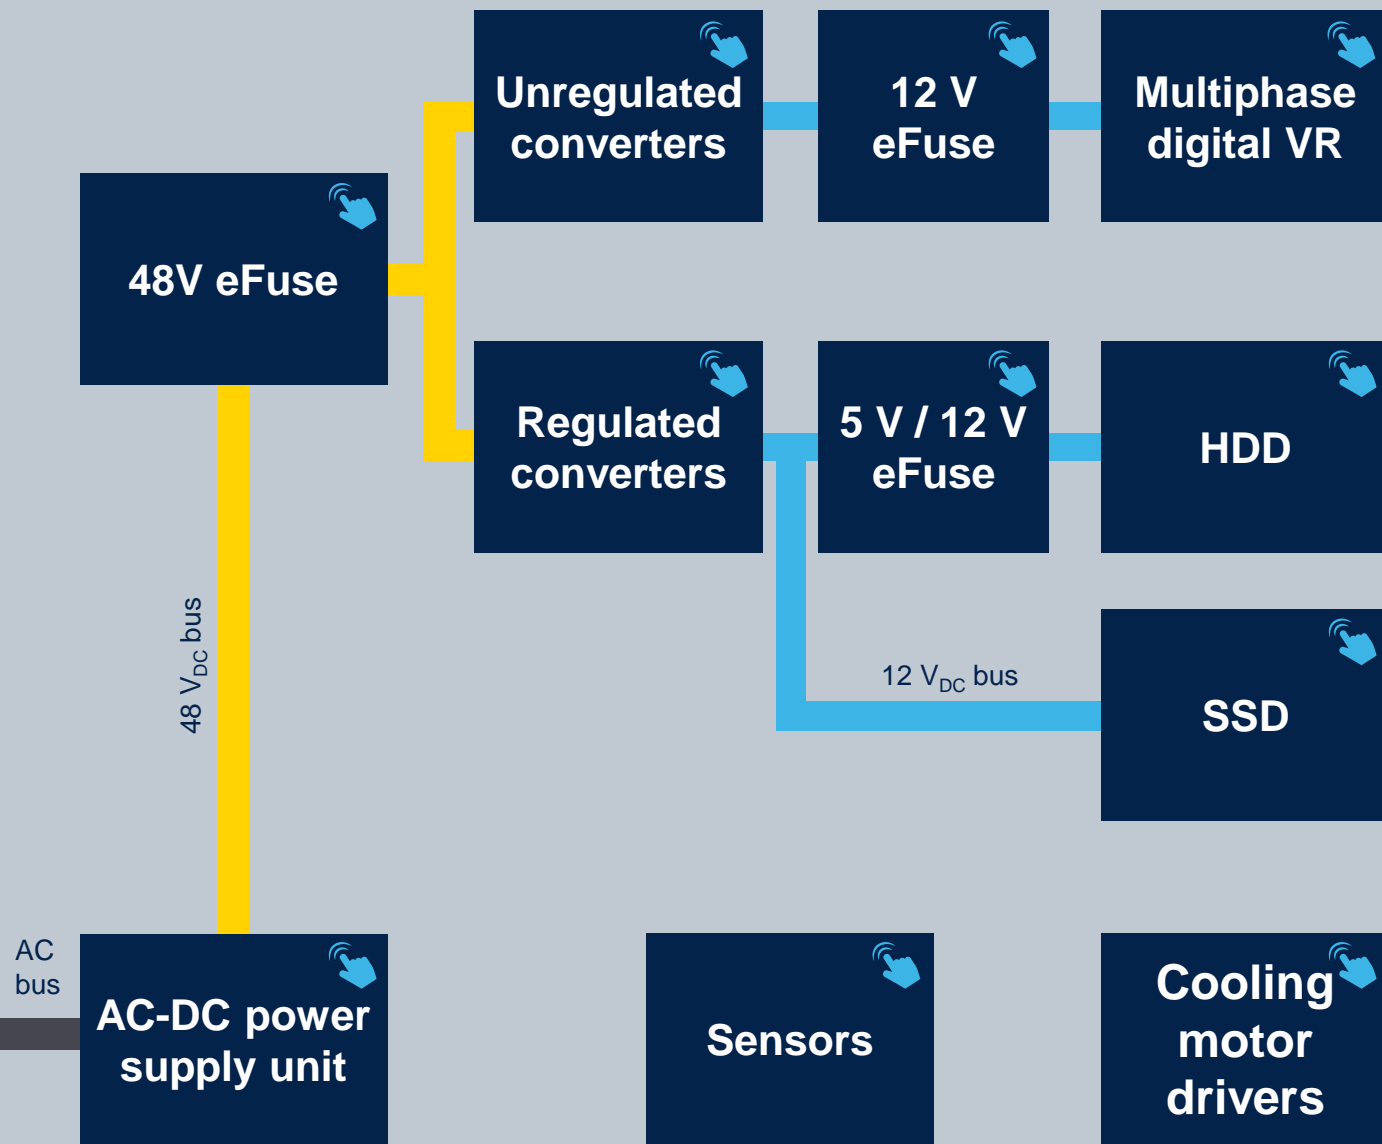 Unregulated
converters
12 V
eFuse
Multiphase
digital VR
48V eFuse
Regulated
converters
5 V / 12 V
eFuse
HDD
48 VDC bus
12 VDC bus
SSD
AC
bus
AC-DC power
supply unit
Sensors
Cooling
motor
drivers